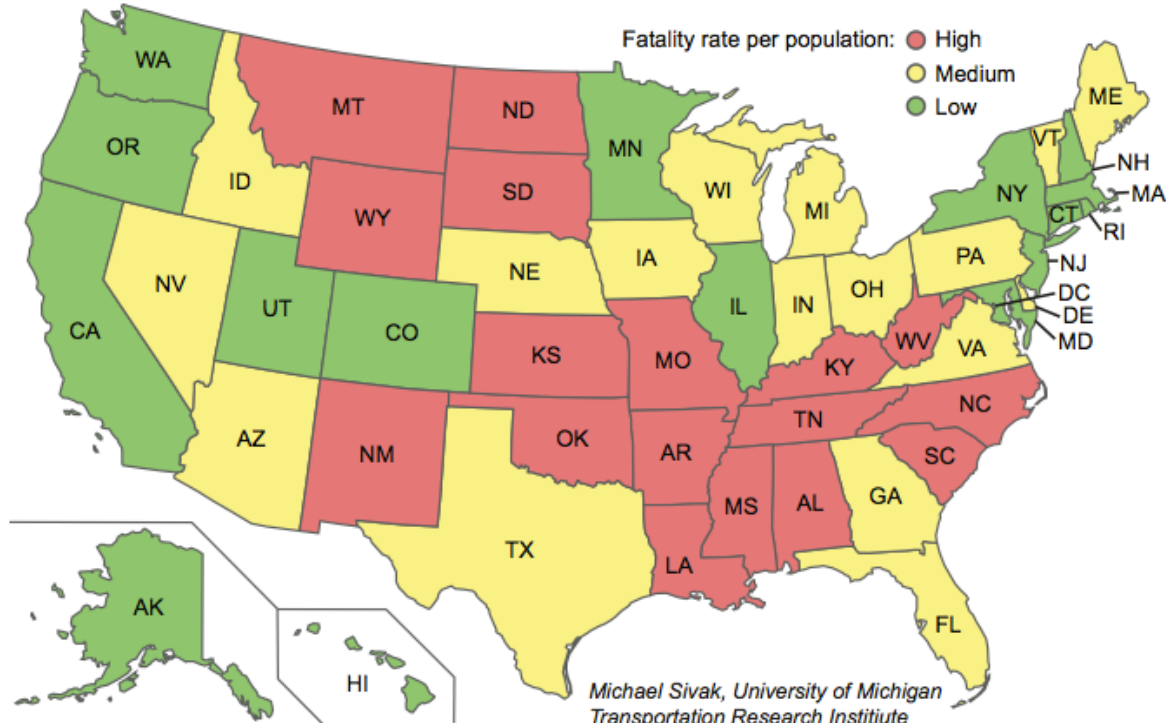 Fatality rate per population: High
Medium
Low
WA
OR
CA
ID
NV
MT
WY
UT
AZ
CO
NM
ND
SD
NE
KS
OK
TX
MN
IA
MO
AR
LA
WI
IL
MI
IN
OH
KY
TN
MS
AL
GA
FL
SC
NC
VA
WV
PA
NY
VT
ME
NH
MA
CT
RI
NJ
DC
DE
MD
AK
HI
Michael Sivak, University of Michigan
Transportation Research Institiute